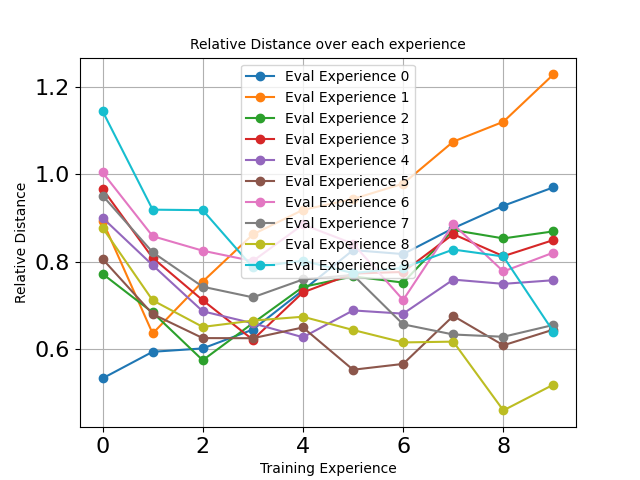 Relative Distance over each experience
Eval Experience 0
Eval Experience 1
Eval Experience 2
Eval Experience 3
Eval Experience 4
Eval Experience 5
Eval Experience 6
Eval Experience 7
Eval Experience 8
Eval Experience 9
Relative Distance
1.2
1.0
0.8
0.6
0 2 4 6 8
Training Experience